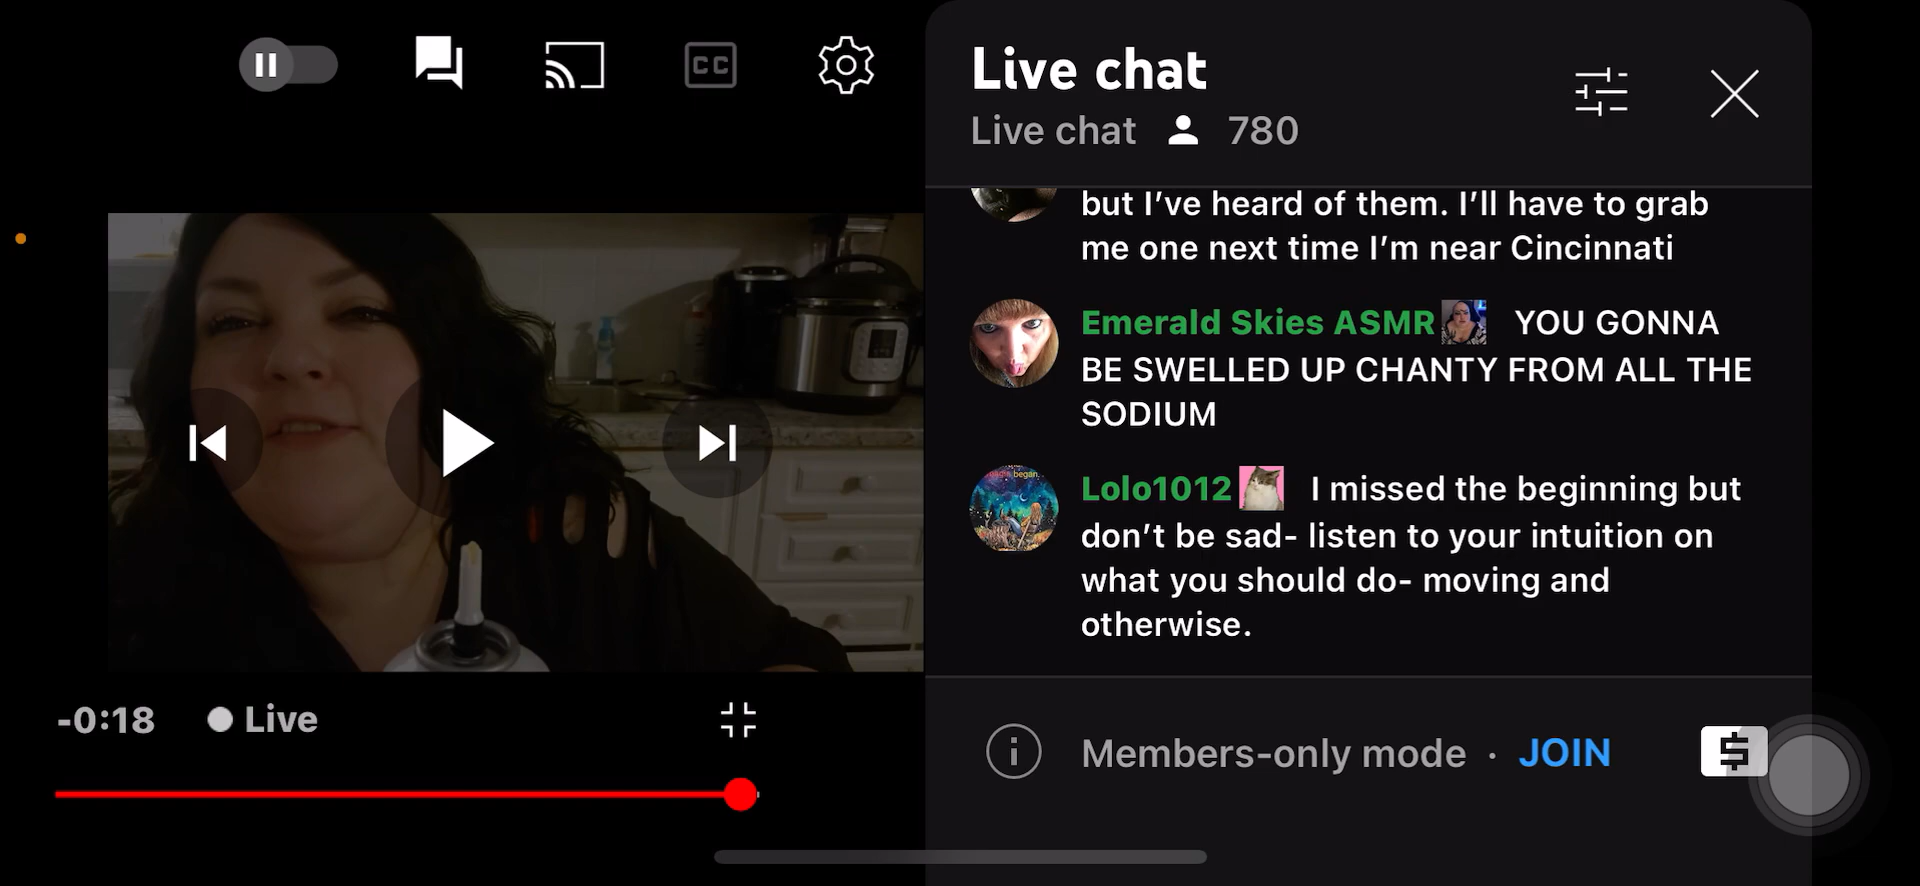 CC
Live chat
Live chat 780
but I’ve heard of them. I’ll have to grab
me one next time I’m near Cincinnati
Emerald Skies ASMR YOU GONNA
BE SWELLED UP CHANTY FROM ALL THE
SODIUM
Lolo1012 I missed the beginning but
don’t be sad- listen to your intuition on
what you should do- moving and
otherwise.
began.
-0:18 Live
Members-only mode · JOIN
$